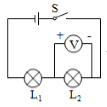 S
+ V -
L₁ L₂